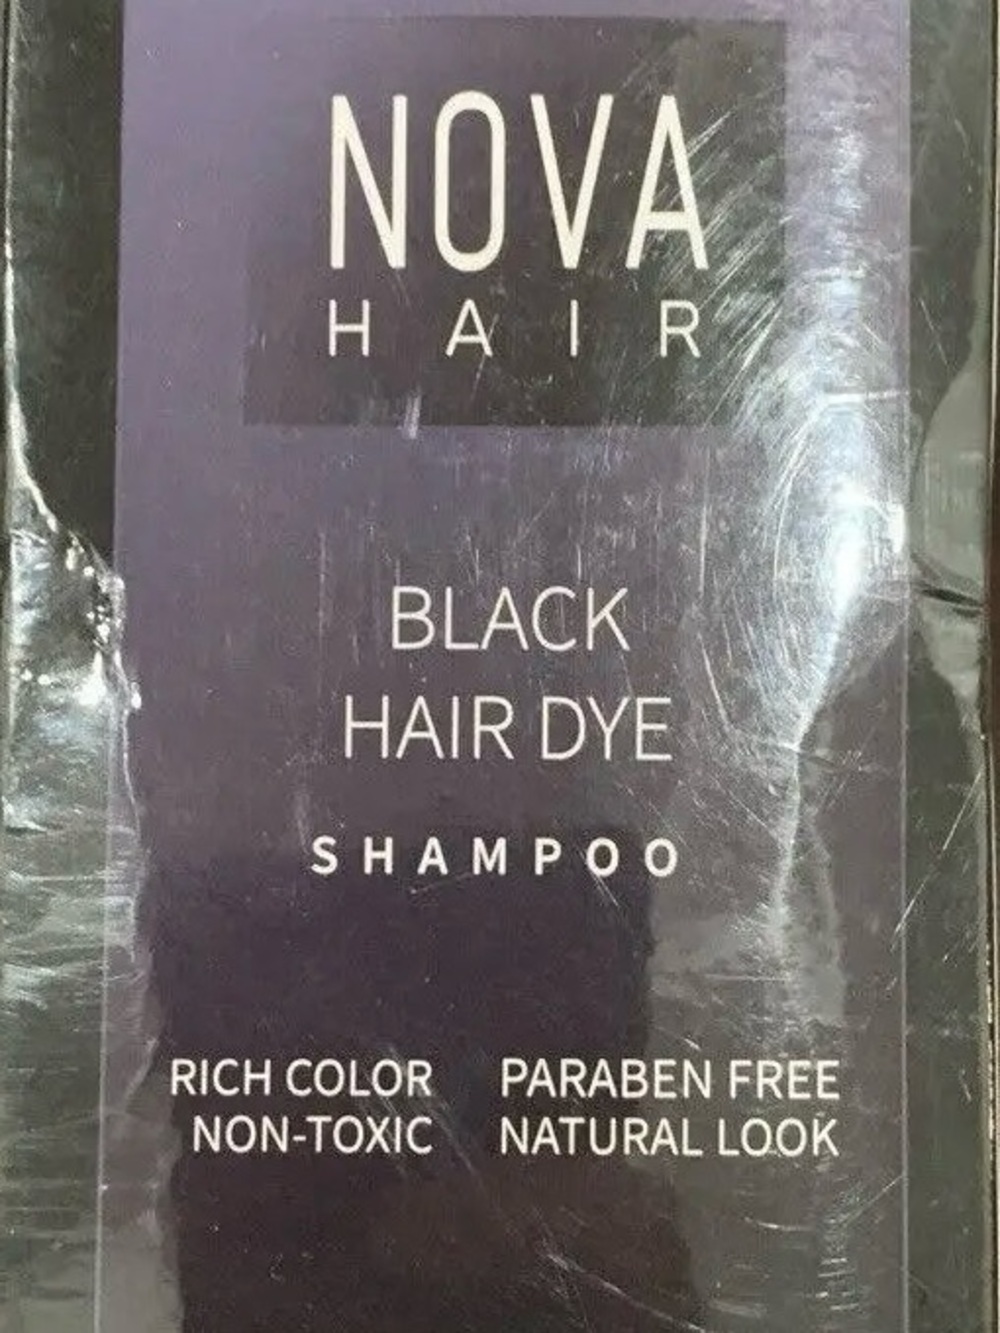 NOVA
HAIR
BLACK
HAIR DYE
SHAMPOO
RICH COLOR
NON-TOXIC
PARABEN FREE
NATURAL LOOK